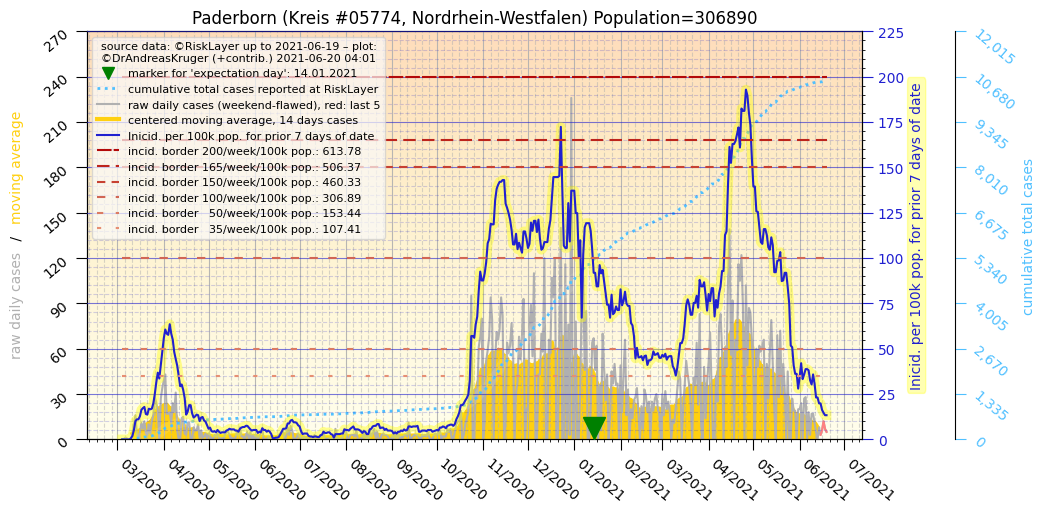 Paderborn (Kreis #05774, Nordrhein-Westfalen) Population=306890
source data: ©RiskLayer up to 2021-06-19 – plot:
©DrAndreasKruger (+contrib.) 2021-06-20 04:01
marker for 'expectation day': 14.01.2021
cumulative total cases reported at RiskLayer
raw daily cases (weekend-flawed), red: last 5
centered moving average, 14 days cases
Inicid. per 100k pop. for prior 7 days of date
incid. border 200/week/100k pop.: 613.78
incid. border 165/week/100k pop.: 506.37
incid. border 150/week/100k pop.: 460.33
incid. border 100/week/100k pop.: 306.89
incid. border 50/week/100k pop.: 153.44
incid. border 35/week/100k pop.: 107.41
raw daily cases / moving average
270
240
210
180
150
120
90
60
30
0
225
200
175
150
125
100
75
50
25
0
Inicid. per 100k pop. for prior 7 days of date
12,015
10,680
9,345
8,010
6,675
5,340
4,005
2,670
1,335
0
cumulative total cases
03/2020
04/2020
05/2020
06/2020
07/2020
08/2020
09/2020
10/2020
11/2020
12/2020
01/2021
02/2021
03/2021
04/2021
05/2021
06/2021
07/2021